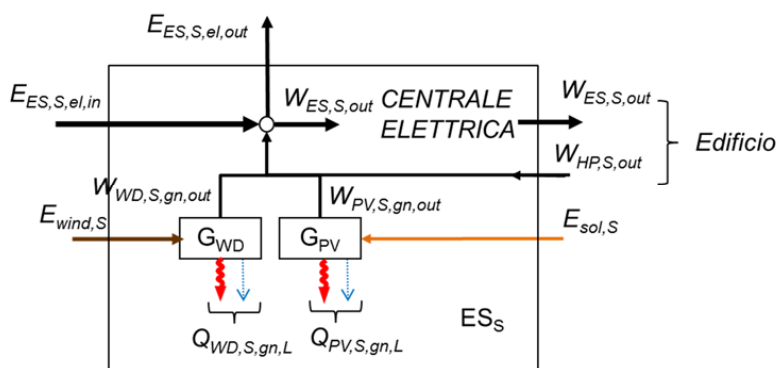 E_ES,S,el,out
E_ES,S,el,in
W_ES,S,out
CENTRALE
ELETTRICA
W_ES,S,out
W_HP,S,out
Edificio
W_WD,S,gn,out
W_PV,S,gn,out
E_wind,S
G_WD
G_PV
E_sol,S
Q_WD,S,gn,L
Q_PV,S,gn,L
ES_S